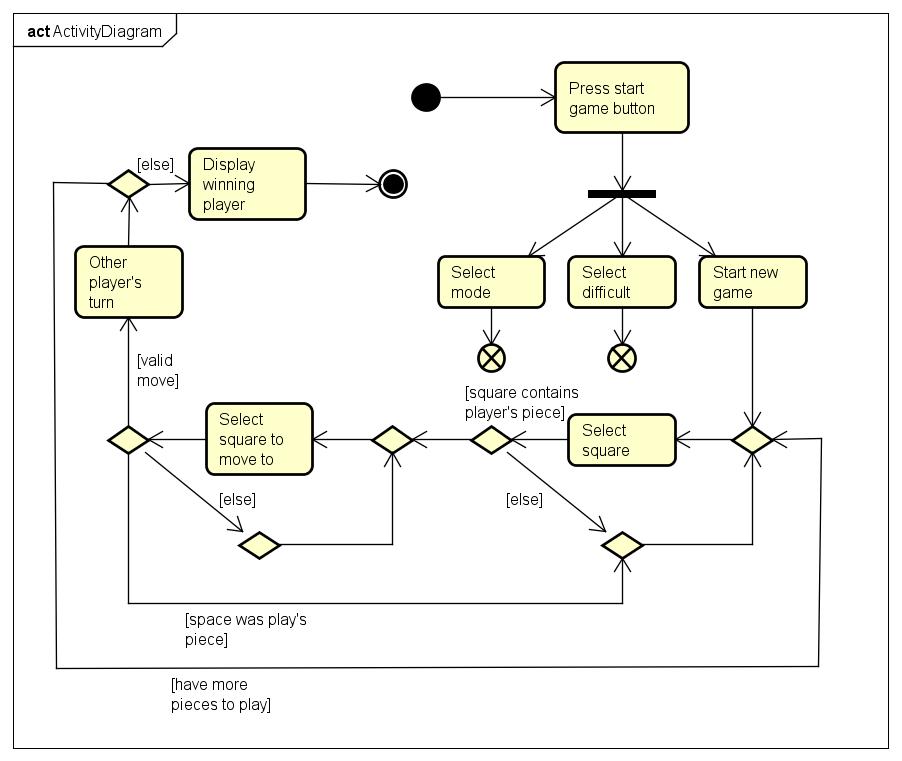 act ActivityDiagram
Press start
game button
[else]
Display
winning
player
Other
player's
turn
Select
mode
Select
difficult
Start new
game
[valid
move]
[square contains
player's piece]
Select
square to
move to
Select
square
[else]
[else]
[space was play's
piece]
[have more
pieces to play]